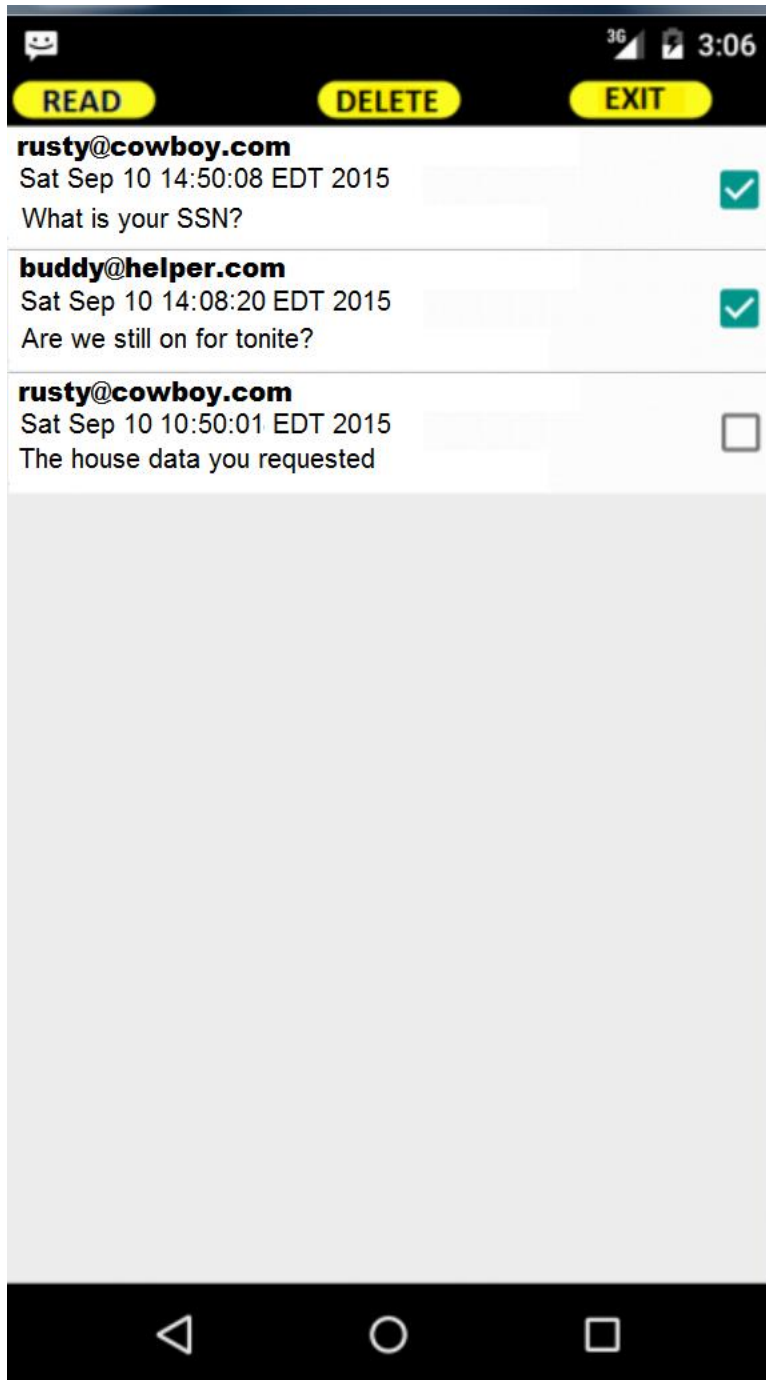 3G 3:06
READ DELETE EXIT
rusty@cowboy.com
Sat Sep 10 14:50:08 EDT 2015
What is your SSN?
buddy@helper.com
Sat Sep 10 14:08:20 EDT 2015
Are we still on for tonite?
rusty@cowboy.com
Sat Sep 10 10:50:01 EDT 2015
The house data you requested